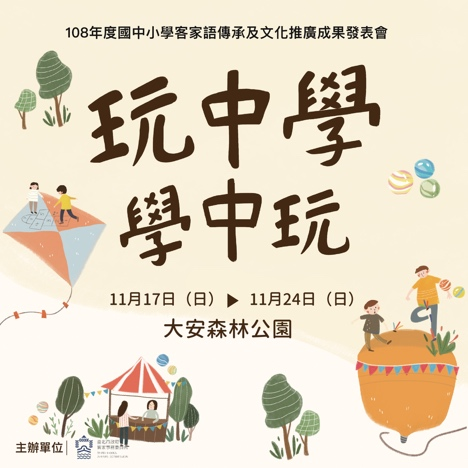 108年度國中小學客家語傳承及文化推廣成果發表會
玩中學
學中玩
11月17日（日）▶ 11月24日（日）
大安森林公園
主辦單位